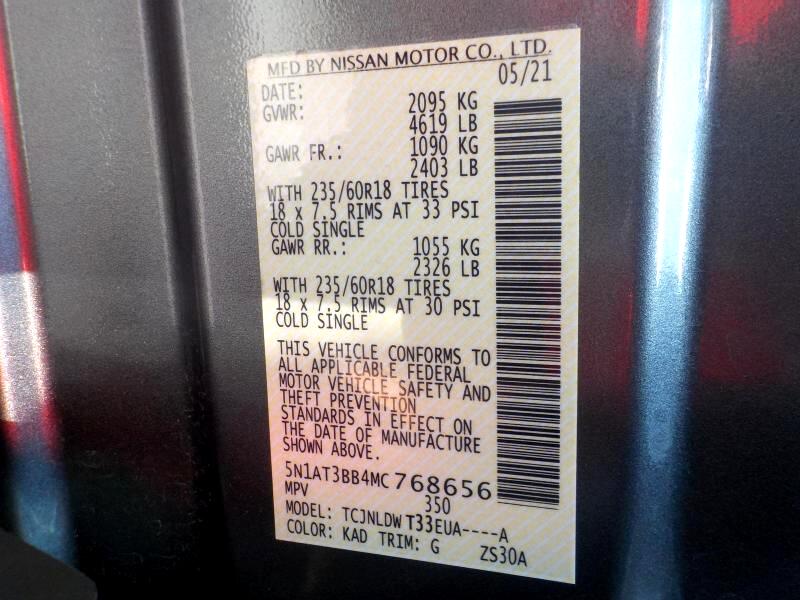 MFD BY NISSAN MOTOR CO., LTD.
DATE: 05/21
GVWR: 2095 KG
4619 LB
GAWR FR.: 1090 KG
2403 LB
WITH 235/60R18 TIRES
18 x 7.5 RIMS AT 33 PSI
COLD SINGLE
GAWR RR.: 1055 KG
2326 LB
WITH 235/60R18 TIRES
18 x 7.5 RIMS AT 30 PSI
COLD SINGLE
THIS VEHICLE CONFORMS TO
ALL APPLICABLE FEDERAL
MOTOR VEHICLE SAFETY AND
THEFT PREVENTION
STANDARDS IN EFFECT ON
THE DATE OF MANUFACTURE
SHOWN ABOVE.
5N1AT3BB4MC768656
MPV 350
MODEL: TCJNLDWT33EUA----A
COLOR: KAD TRIM: G ZS30A